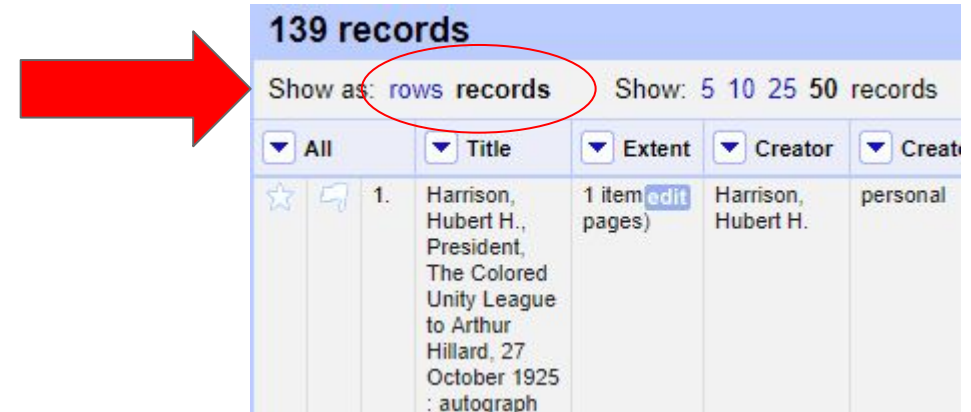 139 records
Show as: rows records Show: 5 10 25 50 records
All Title Extent Creator
1. Harrison, 1 item edit Harrison, personal
Hubert H., pages) Hubert H.
President,
The Colored
Unity League
to Arthur
Hillard, 27
October 1925
: autograph